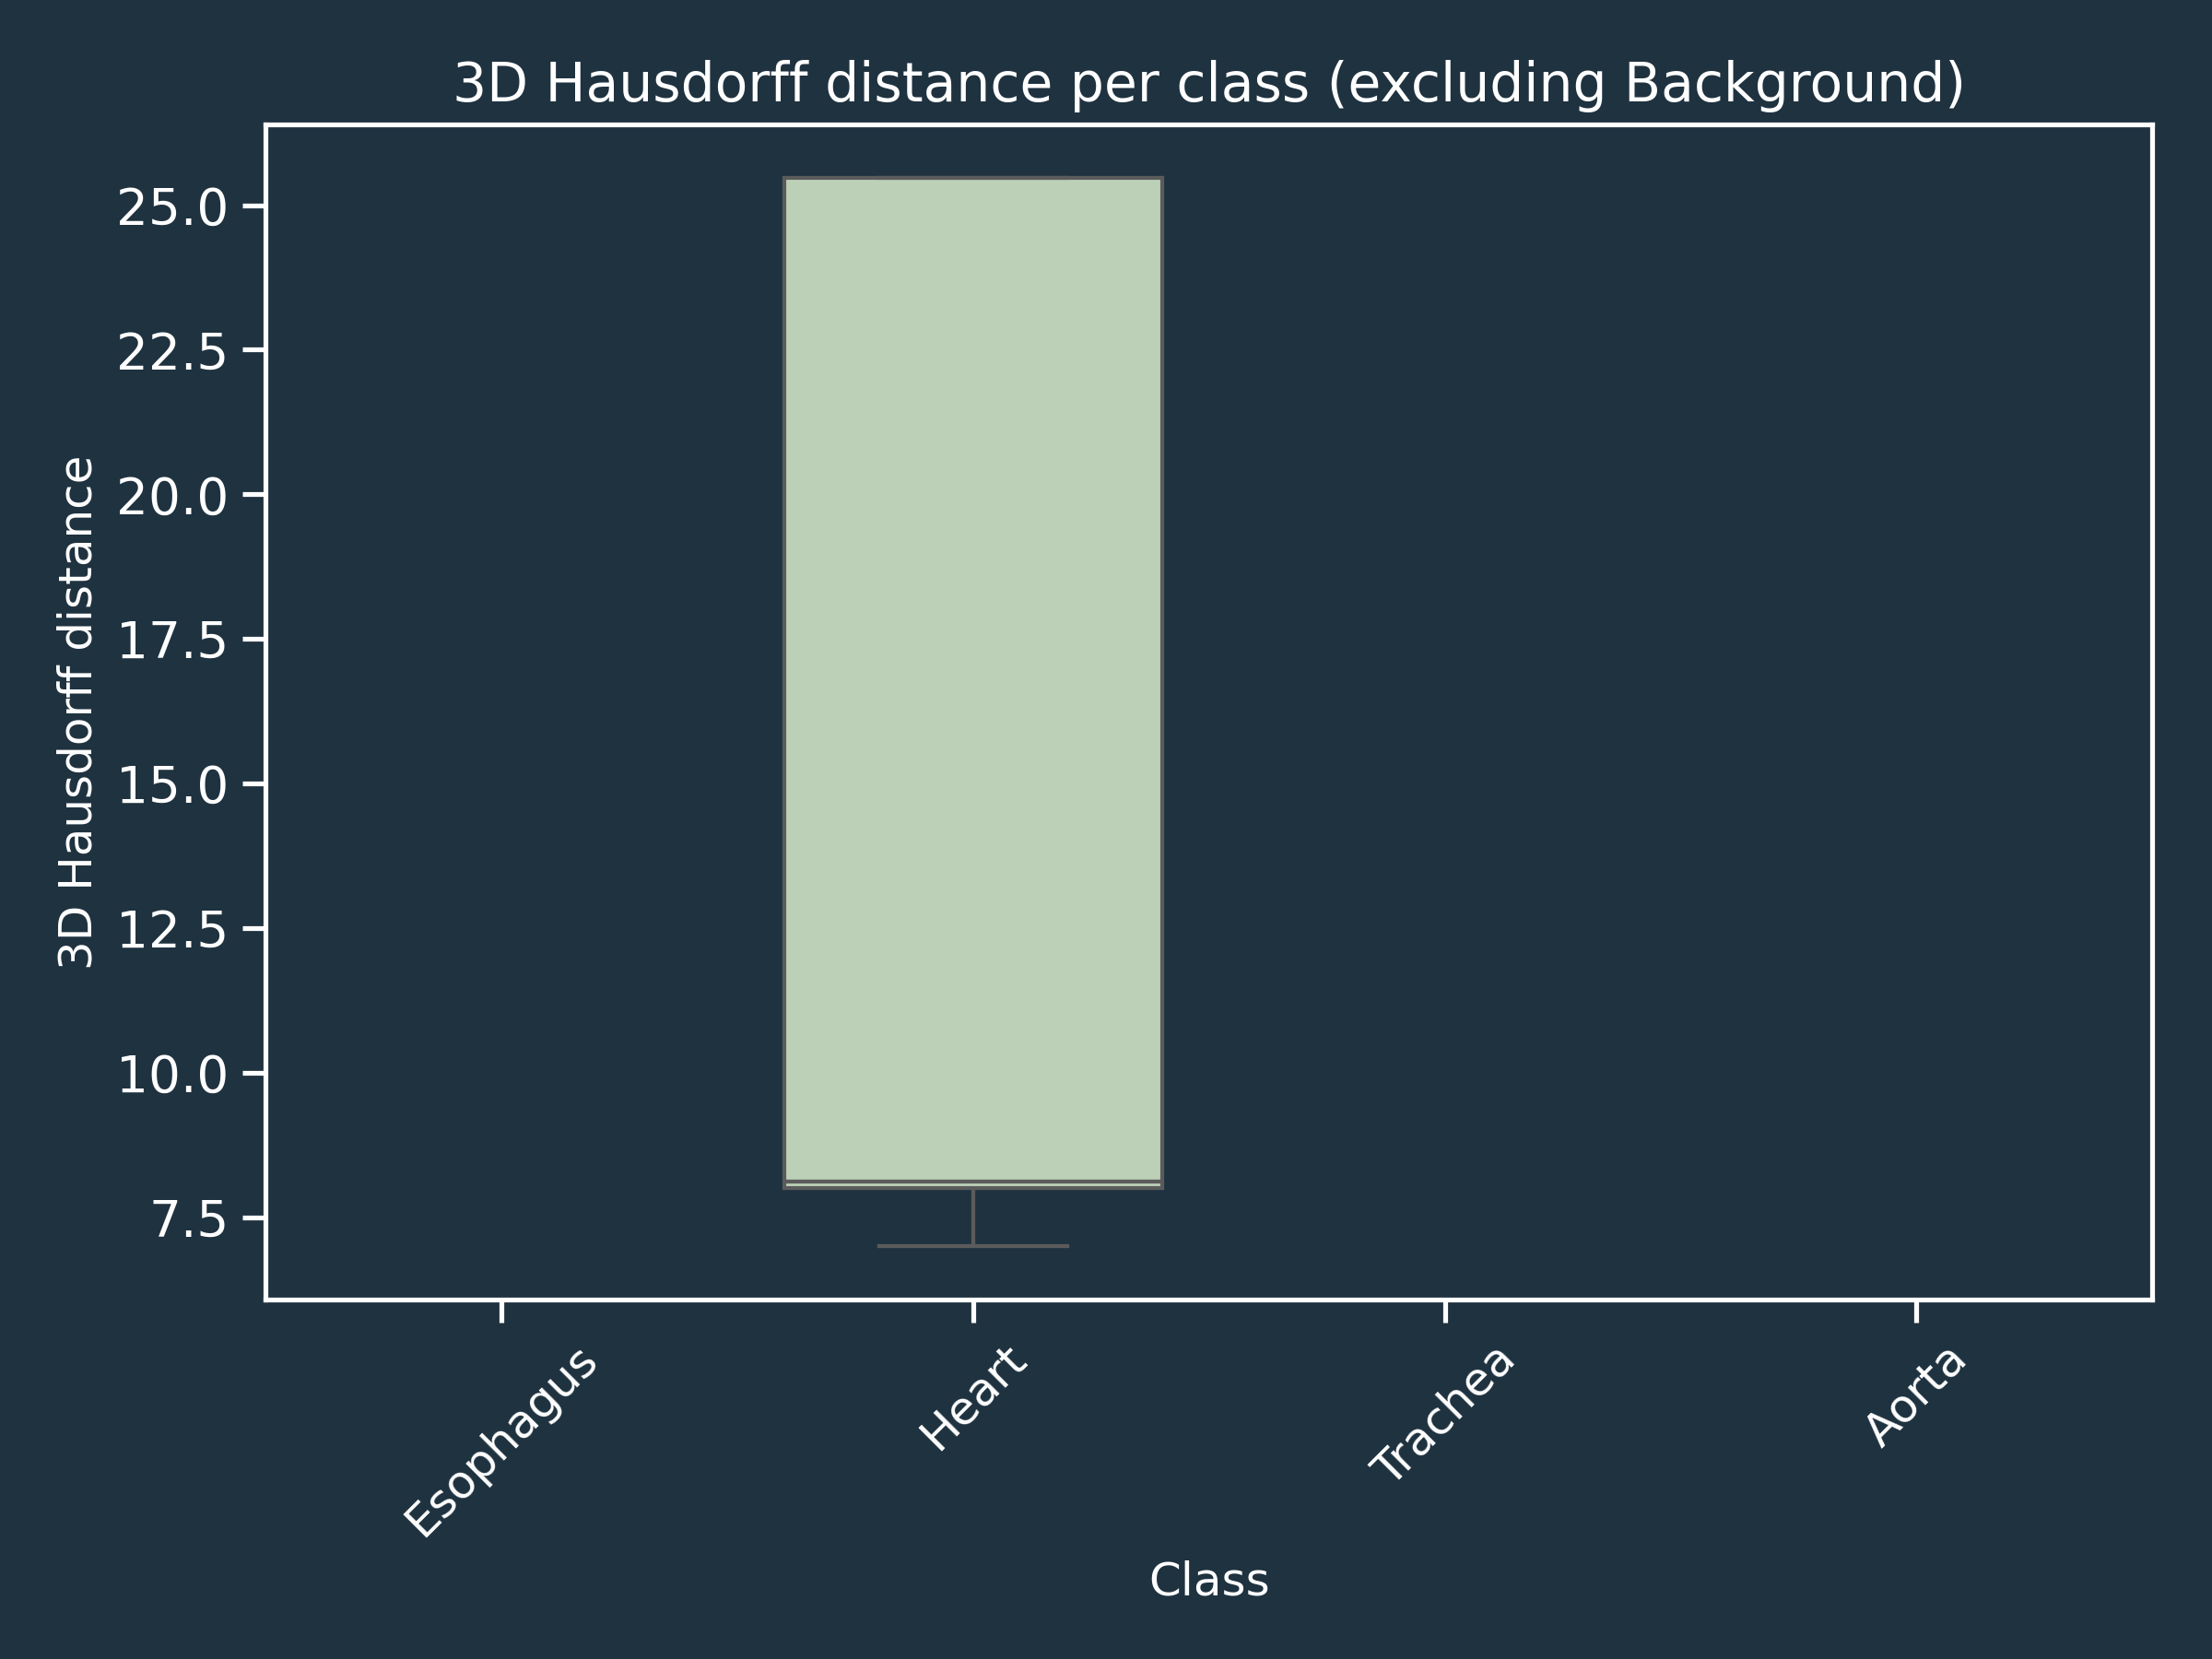 3D Hausdorff distance per class (excluding Background)
3D Hausdorff distance
25.0
22.5
20.0
17.5
15.0
12.5
10.0
7.5
Esophagus
Heart
Trachea
Aorta
Class